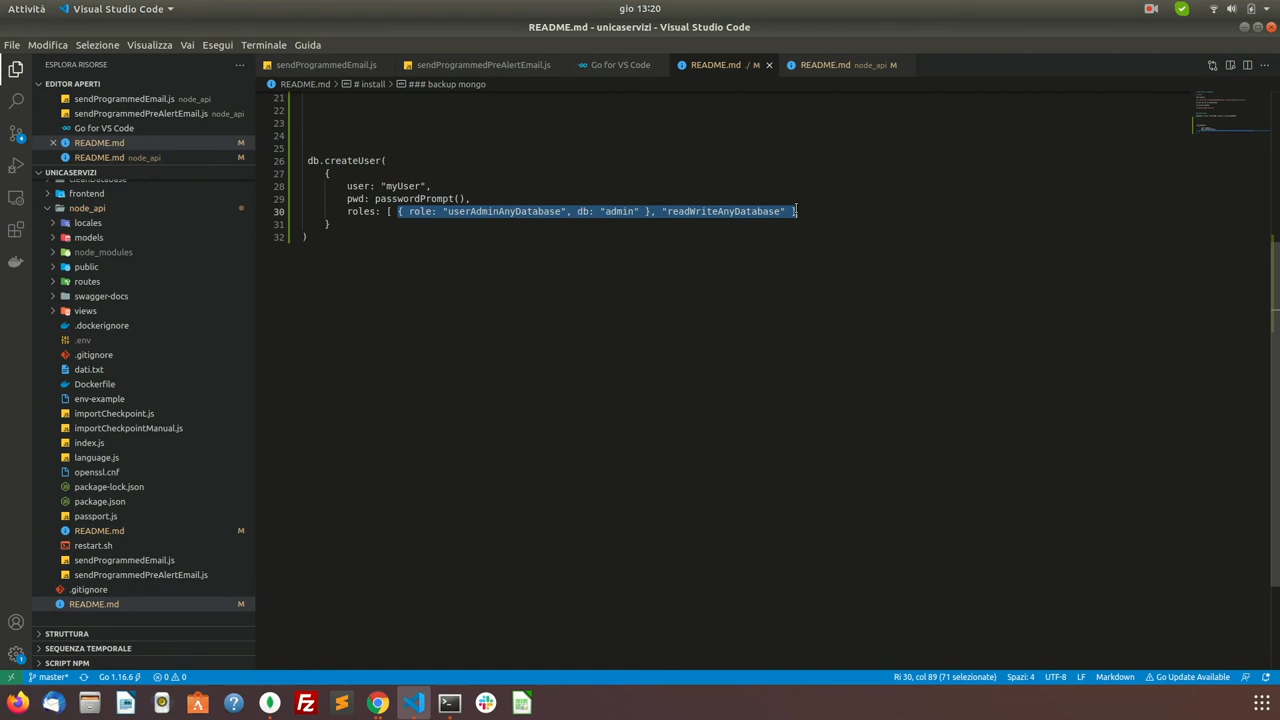 Attività
Visual Studio Code
gio 13:20
README.md - unicaservizi - Visual Studio Code
File Modifica Selezione Visualizza Vai Esegui Terminale Guida
ESPLORA RISORSE
sendProgrammedEmail.js
sendProgrammedPreAlertEmail.js
Go for VS Code
README.md ./ M
README.md node_api M
EDITOR APERTI
README.md > # install > ### backup mongo
sendProgrammedEmail.js node_api
sendProgrammedPreAlertEmail.js node_api
Go for VS Code
README.md M
README.md node_api M
UNICASERVIZI
frontend
node_api
locales
models
node_modules
public
routes
swagger-docs
views
.dockerignore
.env
.gitignore
dati.txt
Dockerfile
env-example
importCheckpoint.js
importCheckpointManual.js
index.js
language.js
openssl.cnf
package-lock.json
package.json
passport.js
README.md M
restart.sh
sendProgrammedEmail.js
sendProgrammedPreAlertEmail.js
.gitignore
README.md M
STRUTTURA
SEQUENZA TEMPORALE
SCRIPT NPM
21
22
23
24
25
26 db.createUser(
27 {
28 user: "myUser",
29 pwd: passwordPrompt(),
30 roles: [ { role: "userAdminAnyDatabase", db: "admin" }, "readWriteAnyDatabase" ]
31 }
32 )
4
1
master* Go 1.16.6 0 0
Ri 30, col 89 (71 selezionate) Spazi: 4 UTF-8 LF Markdown Go Update Available